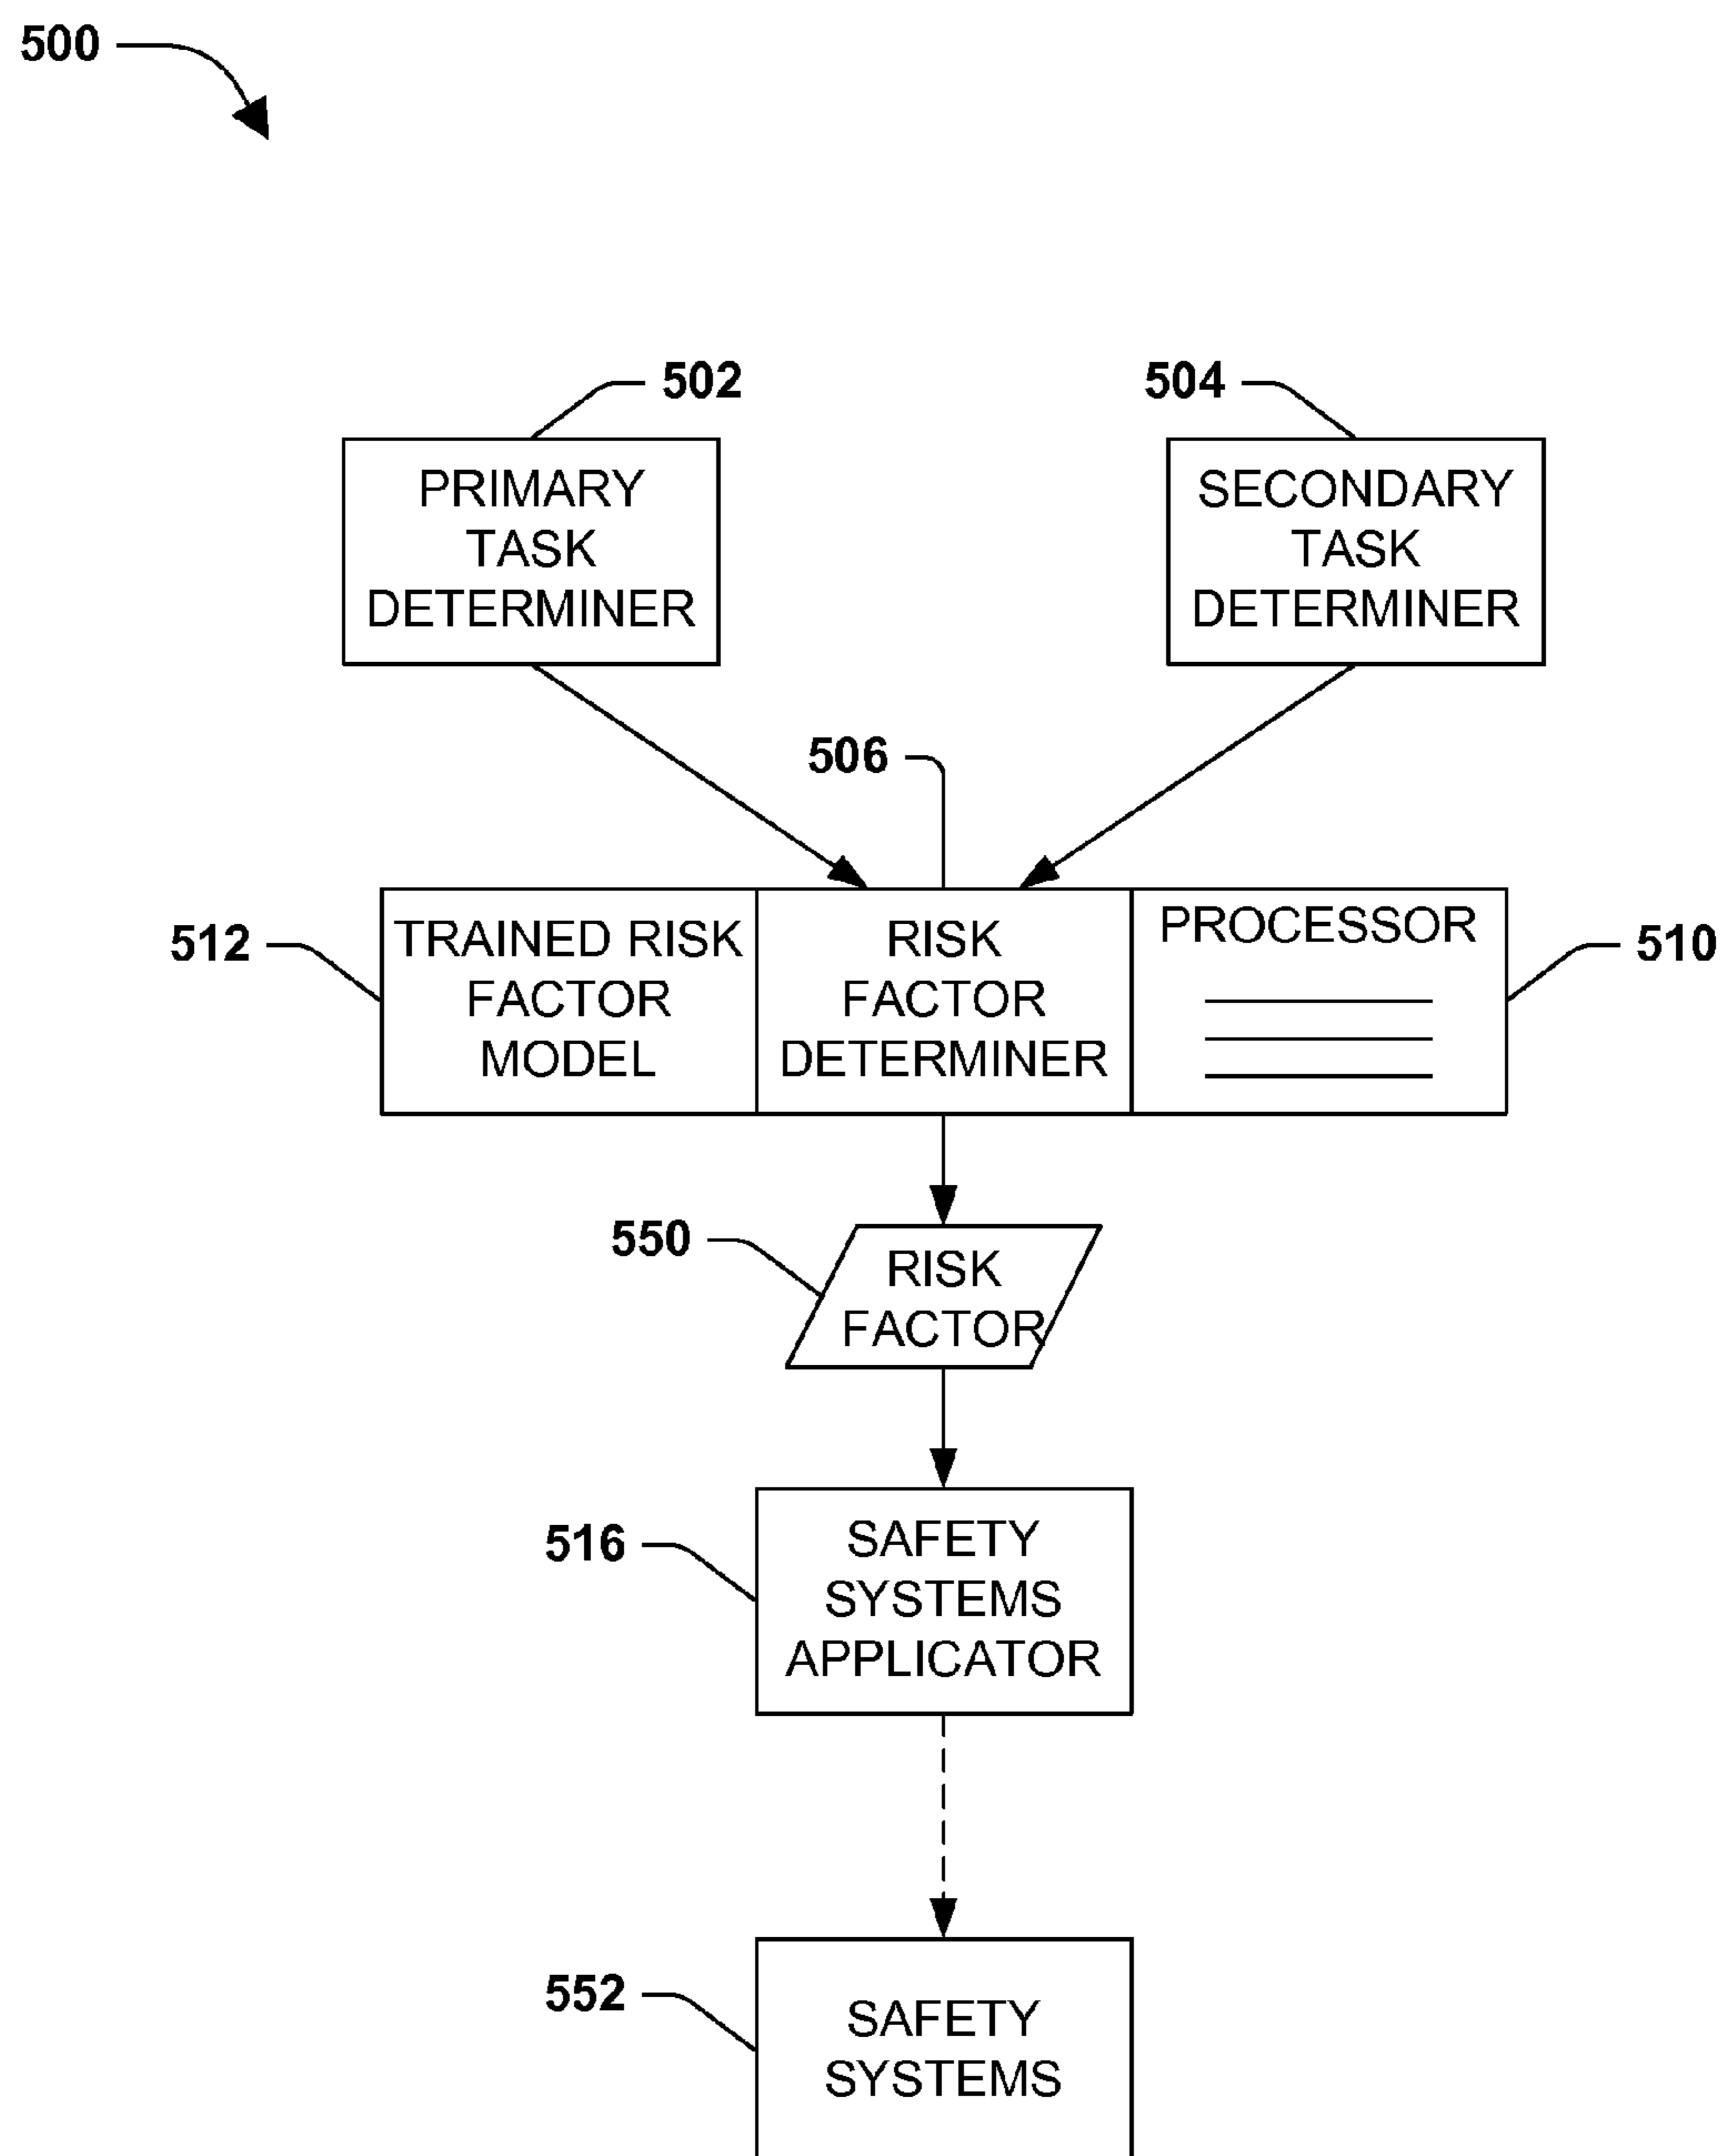 500
502
504
PRIMARY
TASK
DETERMINER
SECONDARY
TASK
DETERMINER
506
512
TRAINED RISK
FACTOR
MODEL
RISK
FACTOR
DETERMINER
PROCESSOR
510
550
RISK
FACTOR
516
SAFETY
SYSTEMS
APPLICATOR
552
SAFETY
SYSTEMS